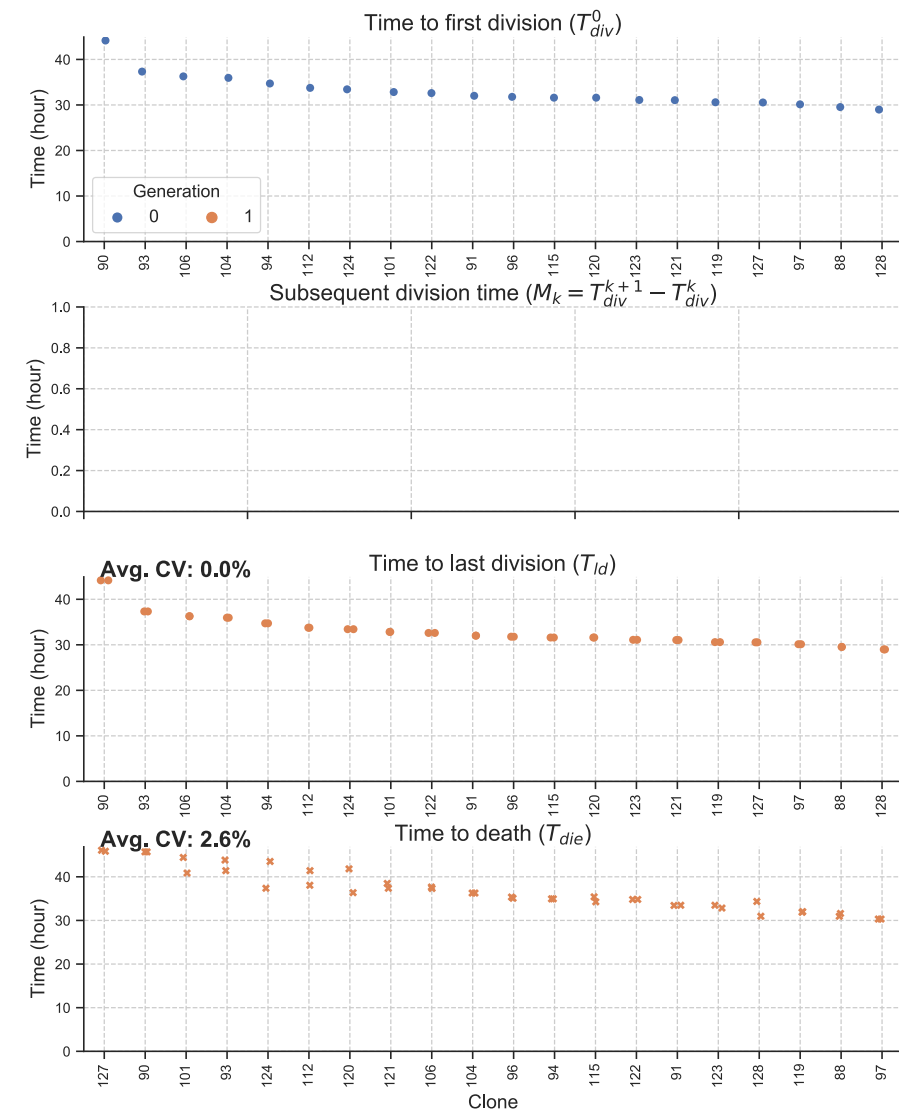 Time to first division (T⁰div)
Time (hour)
40
30
20
10
0
Generation
0 1
90 93 106 104 94 112 124 101 122 91 96 115 120 123 121 119 127 97 88 128
Subsequent division time (Mk = Tᵏ⁺¹div − Tᵏdiv)
Time (hour)
1.0
0.8
0.6
0.4
0.2
0.0
Avg. CV: 0.0%
Time to last division (Tld)
Time (hour)
40
30
20
10
0
90 93 106 104 94 112 124 101 122 91 96 115 120 123 121 119 127 97 88 128
Avg. CV: 2.6%
Time to death (Tdie)
Time (hour)
40
30
20
10
0
127 90 101 93 124 112 120 121 106 104 96 94 115 122 91 123 128 119 88 97
Clone